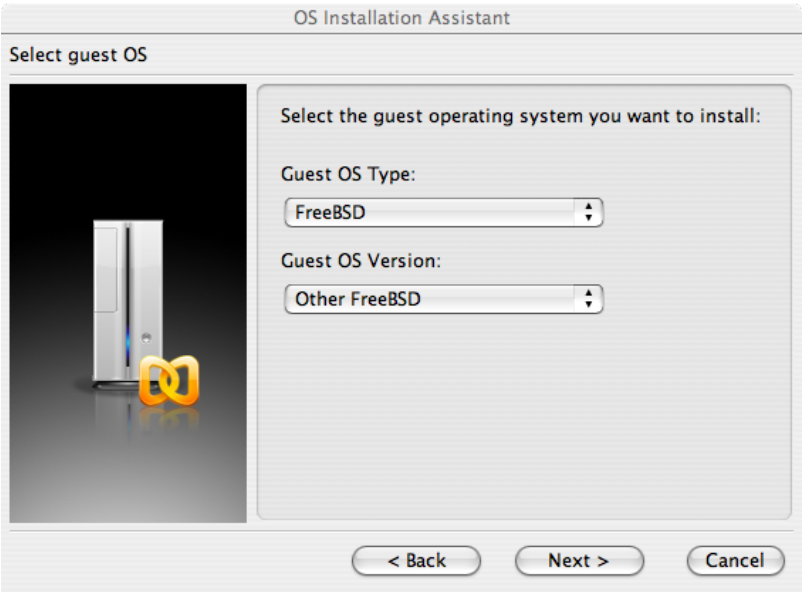 OS Installation Assistant
Select guest OS
Select the guest operating system you want to install:
Guest OS Type:
FreeBSD
Guest OS Version:
Other FreeBSD
< Back
Next >
Cancel